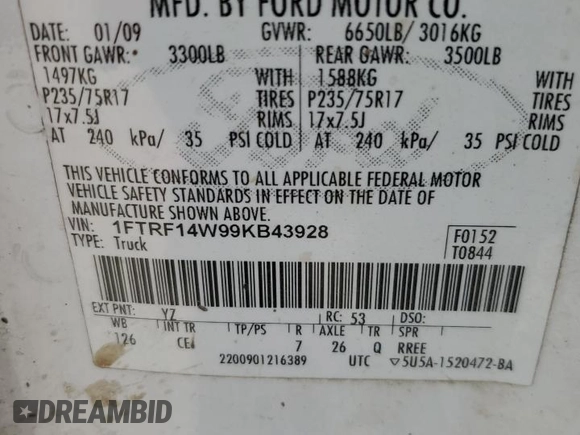 MFD. BY FORD MOTOR CO.
DATE: 01/09 GVWR: 6650LB/ 3016KG
FRONT GAWR: 3300LB REAR GAWR: 3500LB
1497KG WITH 1588KG WITH
P235/75R17 TIRES P235/75R17 TIRES
17x7.5J RIMS 17x7.5J RIMS
AT 240 kPa/ 35 PSI COLD AT 240 kPa/ 35 PSI COLD
THIS VEHICLE CONFORMS TO ALL APPLICABLE FEDERAL MOTOR
VEHICLE SAFETY STANDARDS IN EFFECT ON THE DATE OF
MANUFACTURE SHOWN ABOVE.
VIN: 1FTRF14W99KB43928 F0152
TYPE: Truck T0844
EXT PNT: YZ RC: 53 DSO:
WB INT TR TP/PS R AXLE TR SPR
126 CE 7 26 Q RREE
2200901216389 UTC ▽5U5A-1520472-BA
DREAMBID